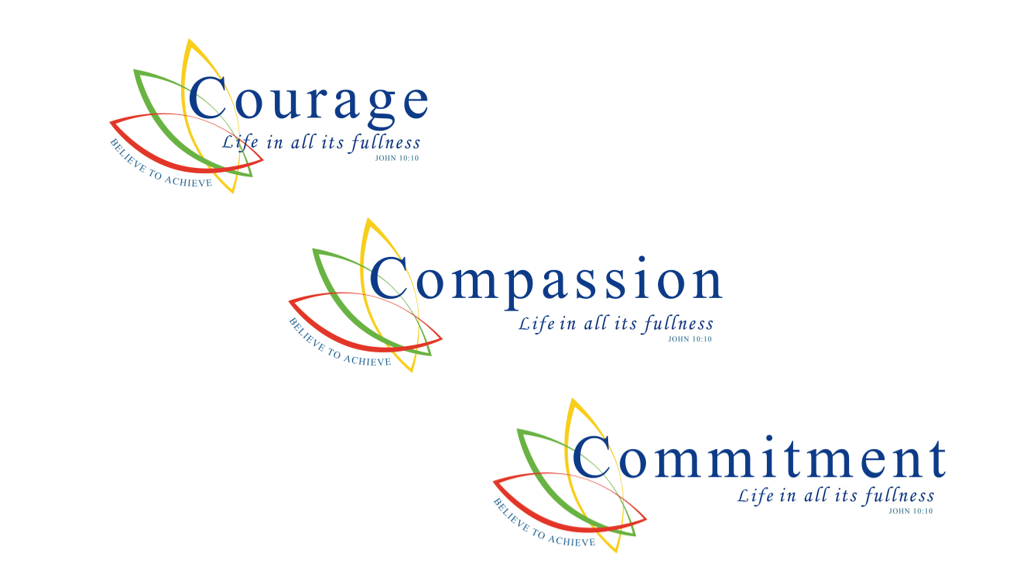 Courage
Life in all its fullness
JOHN 10:10
BELIEVE TO ACHIEVE
Compassion
Life in all its fullness
JOHN 10:10
BELIEVE TO ACHIEVE
Commitment
Life in all its fullness
JOHN 10:10
BELIEVE TO ACHIEVE